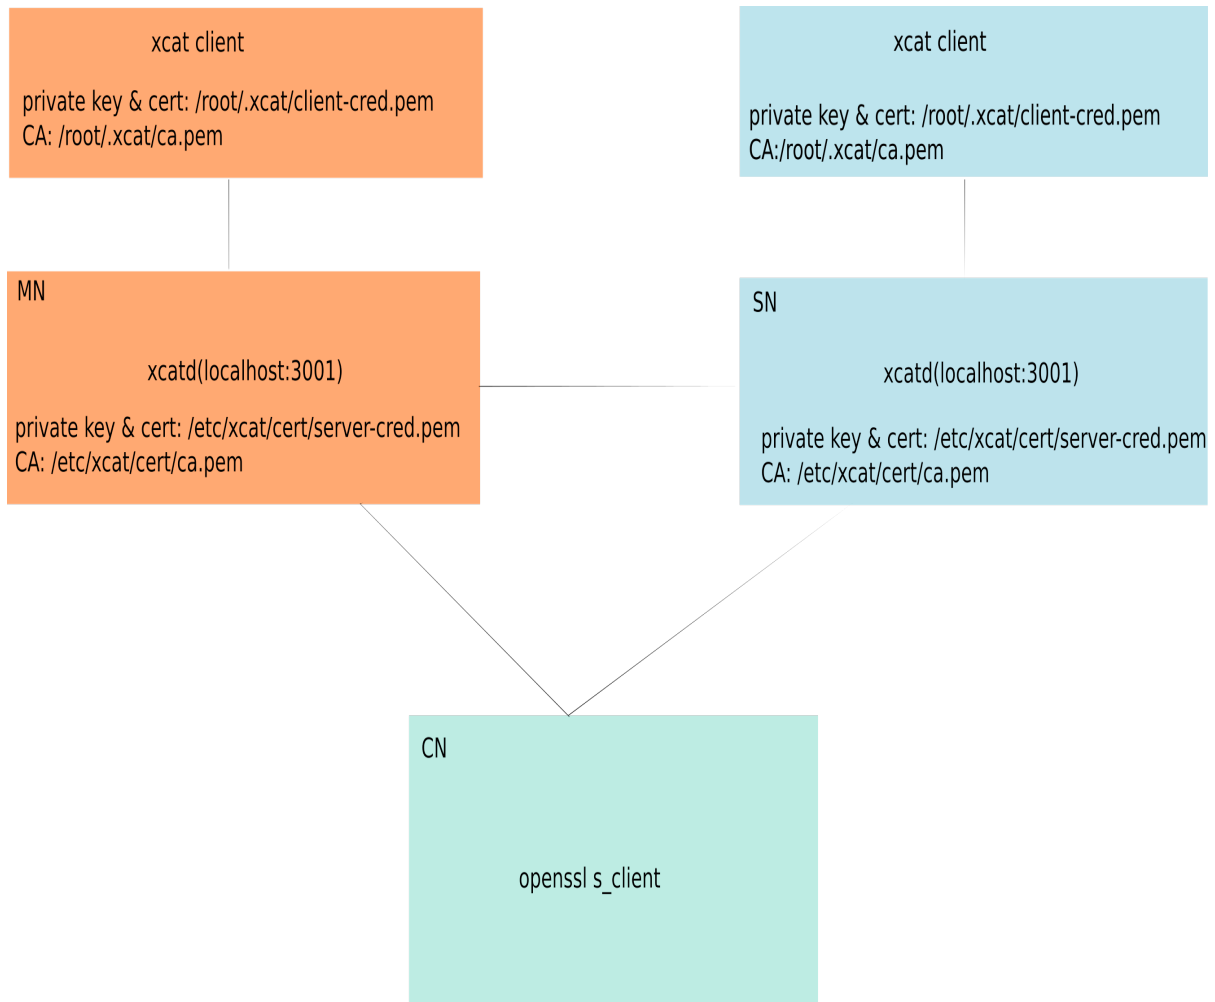 xcat client
private key & cert: /root/.xcat/client-cred.pem
CA: /root/.xcat/ca.pem
xcat client
private key & cert: /root/.xcat/client-cred.pem
CA:/root/.xcat/ca.pem
MN
xcatd(localhost:3001)
private key & cert: /etc/xcat/cert/server-cred.pem
CA: /etc/xcat/cert/ca.pem
SN
xcatd(localhost:3001)
private key & cert: /etc/xcat/cert/server-cred.pem
CA: /etc/xcat/cert/ca.pem
CN
openssl s_client